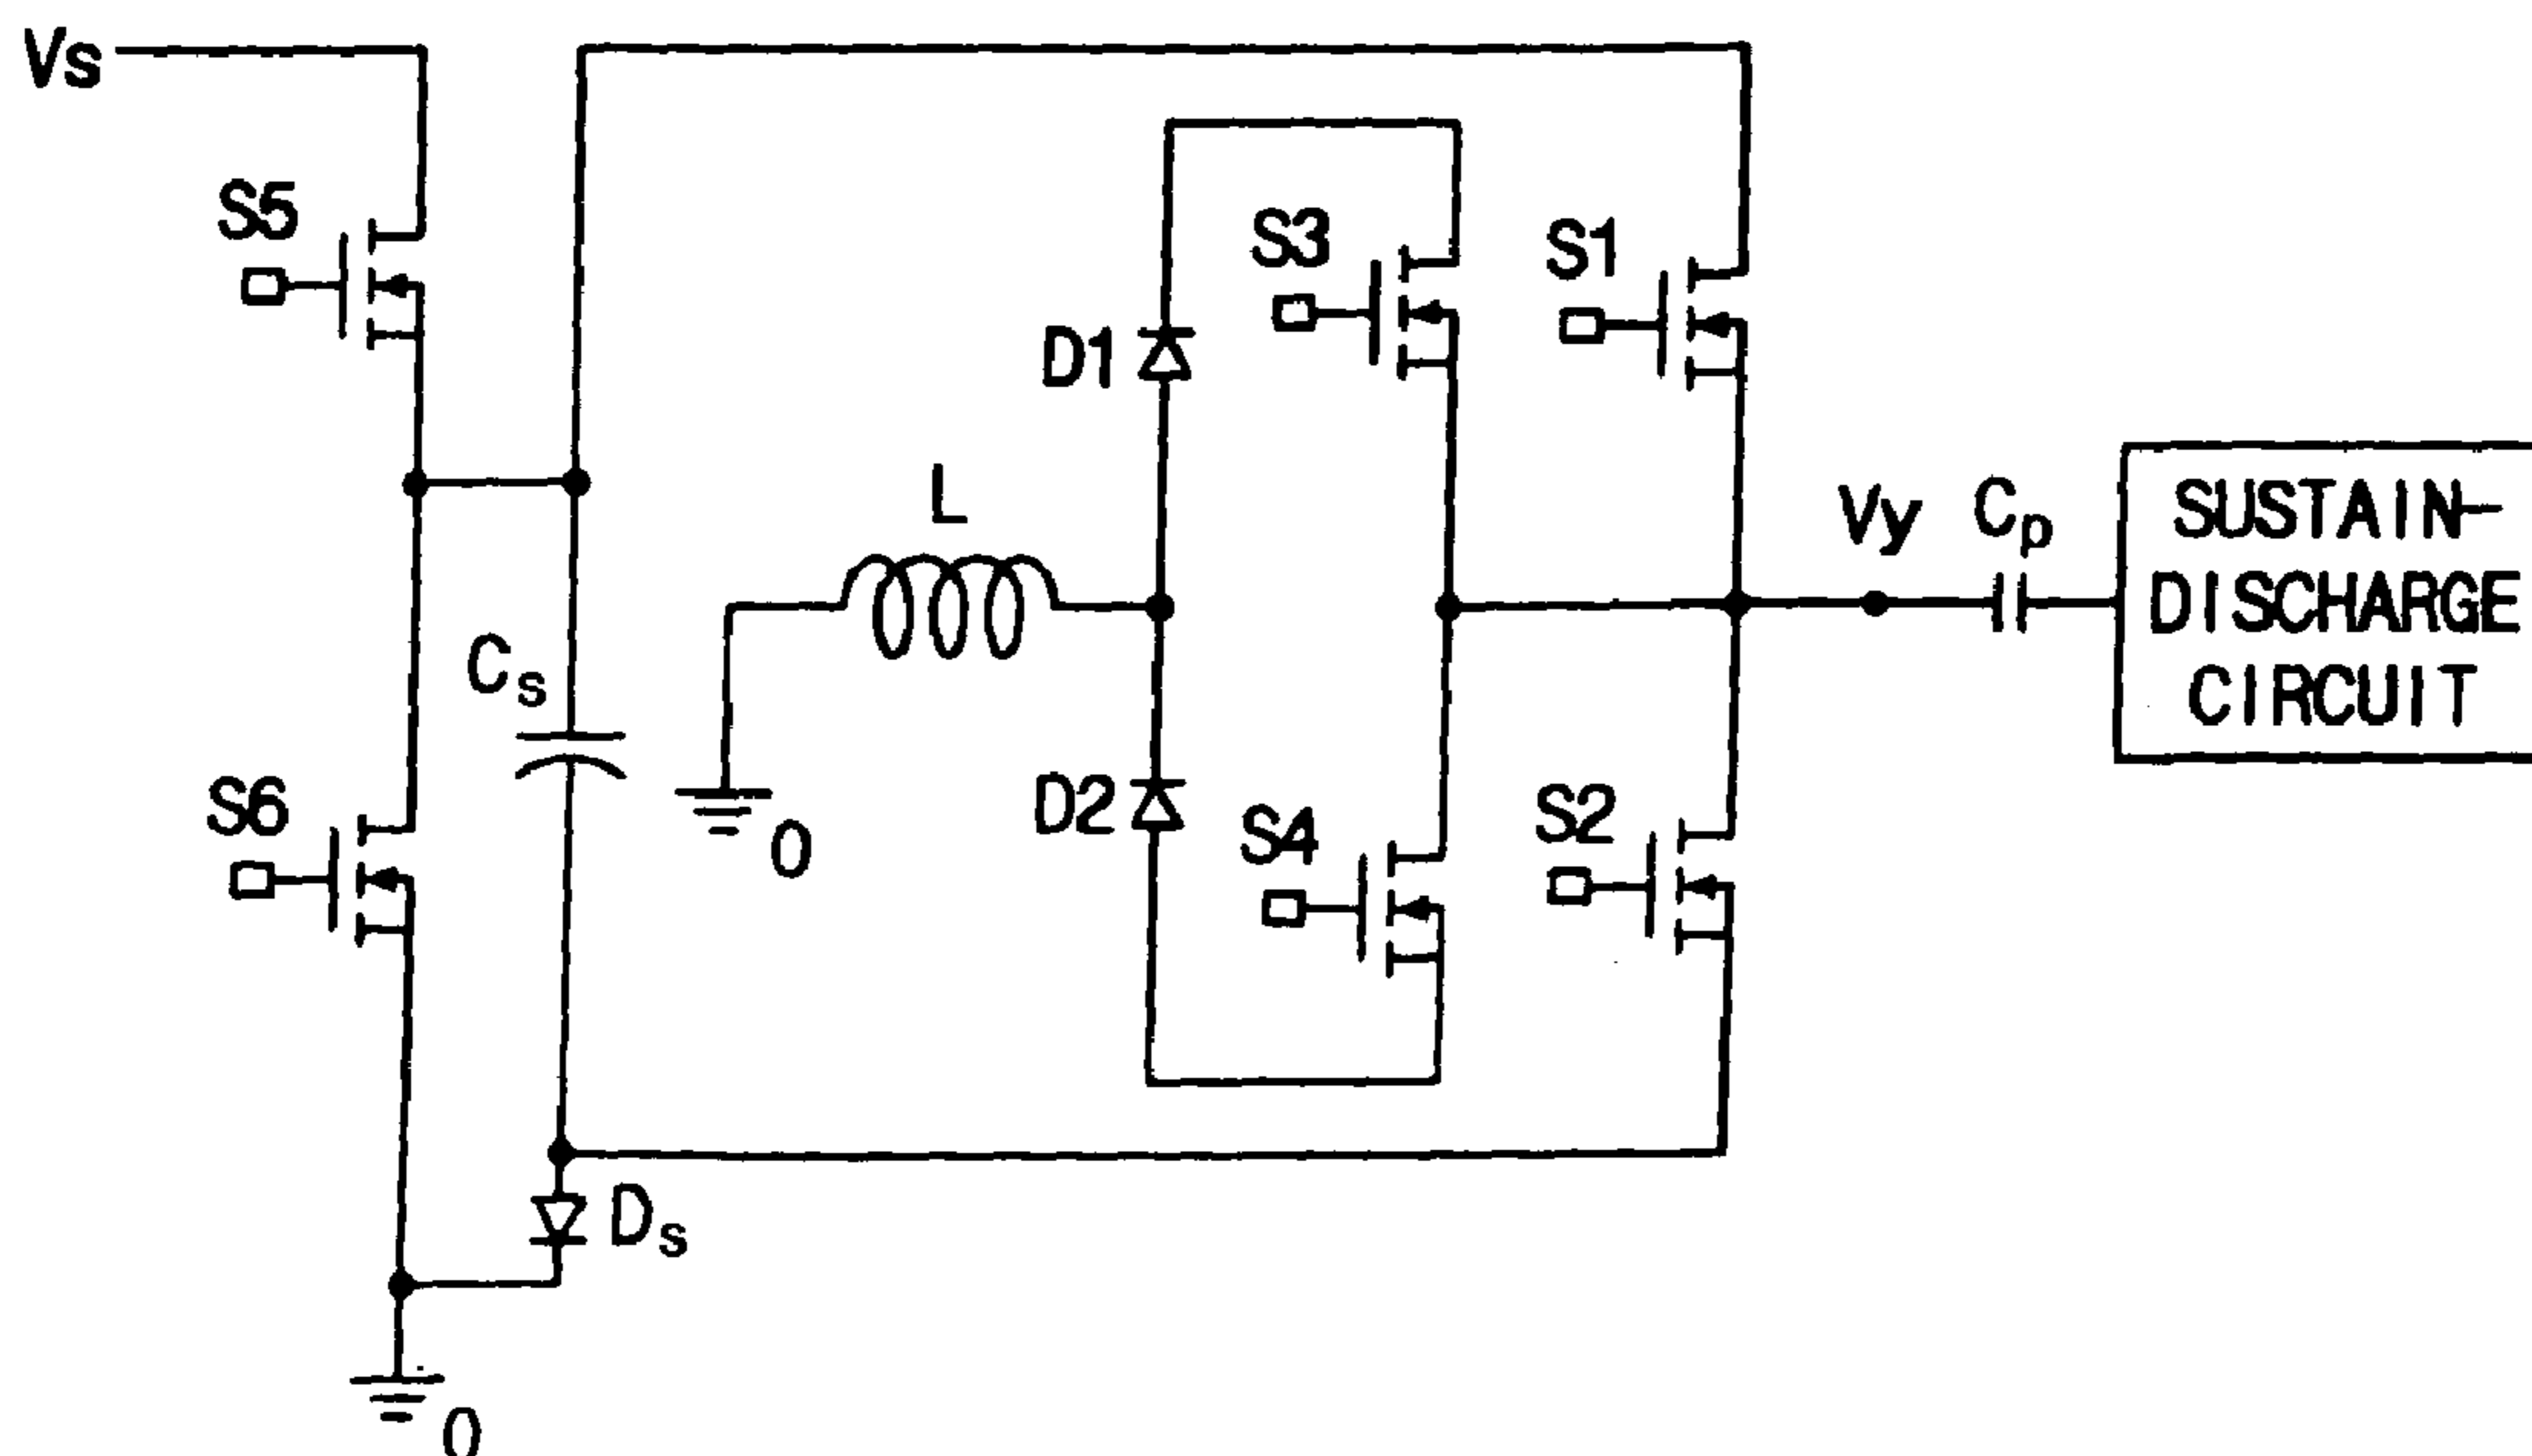 Vs
S5
S3
S1
D1
L
Vy
Cp
SUSTAIN-
DISCHARGE
CIRCUIT
Cs
S6
D2
S4
S2
0
Ds
0